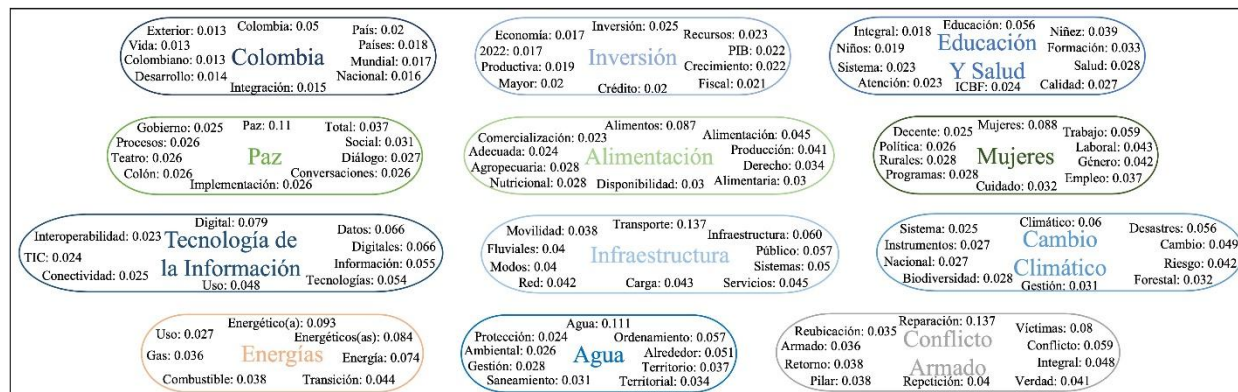 Exterior: 0.013
Colombia: 0.05
País: 0.02
Vida: 0.013
Países: 0.018
Colombiano: 0.013
Colombia
Mundial: 0.017
Desarrollo: 0.014
Nacional: 0.016
Integración: 0.015
Economía: 0.017
Inversión: 0.025
Recursos: 0.023
2022: 0.017
PIB: 0.022
Productiva: 0.019
Inversión
Crecimiento: 0.022
Mayor: 0.02
Crédito: 0.02
Fiscal: 0.021
Integral: 0.018
Educación: 0.056
Niñez: 0.039
Niños: 0.019
Educación
Formación: 0.033
Sistema: 0.023
Y Salud
Salud: 0.028
Atención: 0.023
ICBF: 0.024
Calidad: 0.027
Gobierno: 0.025
Paz: 0.11
Total: 0.037
Procesos: 0.026
Social: 0.031
Teatro: 0.026
Paz
Diálogo: 0.027
Colón: 0.026
Conversaciones: 0.026
Implementación: 0.026
Comercialización: 0.023
Alimentos: 0.087
Alimentación: 0.045
Adecuada: 0.024
Alimentación
Producción: 0.041
Agropecuaria: 0.028
Derecho: 0.034
Nutricional: 0.028
Disponibilidad: 0.03
Alimentaria: 0.03
Decente: 0.025
Mujeres: 0.088
Trabajo: 0.059
Política: 0.026
Laboral: 0.043
Rurales: 0.028
Mujeres
Género: 0.042
Programas: 0.028
Empleo: 0.037
Cuidado: 0.032
Digital: 0.079
Datos: 0.066
Interoperabilidad: 0.023
Tecnología de
Digitales: 0.066
TIC: 0.024
la Información
Información: 0.055
Conectividad: 0.025
Uso: 0.048
Tecnologías: 0.054
Movilidad: 0.038
Transporte: 0.137
Infraestructura: 0.060
Fluviales: 0.04
Infraestructura
Público: 0.057
Modos: 0.04
Sistemas: 0.05
Red: 0.042
Carga: 0.043
Servicios: 0.045
Sistema: 0.025
Climático: 0.06
Desastres: 0.056
Instrumentos: 0.027
Cambio
Cambio: 0.049
Nacional: 0.027
Climático
Riesgo: 0.042
Biodiversidad: 0.028
Gestión: 0.031
Forestal: 0.032
Energético(a): 0.093
Uso: 0.027
Energéticos(as): 0.084
Gas: 0.036
Energías
Energía: 0.074
Combustible: 0.038
Transición: 0.044
Agua: 0.111
Protección: 0.024
Ordenamiento: 0.057
Ambiental: 0.026
Agua
Alrededor: 0.051
Gestión: 0.028
Territorio: 0.037
Saneamiento: 0.031
Territorial: 0.034
Reubicación: 0.035
Reparación: 0.137
Víctimas: 0.08
Armado: 0.036
Conflicto
Conflicto: 0.059
Retorno: 0.038
Armado
Integral: 0.048
Pilar: 0.038
Repetición: 0.04
Verdad: 0.041